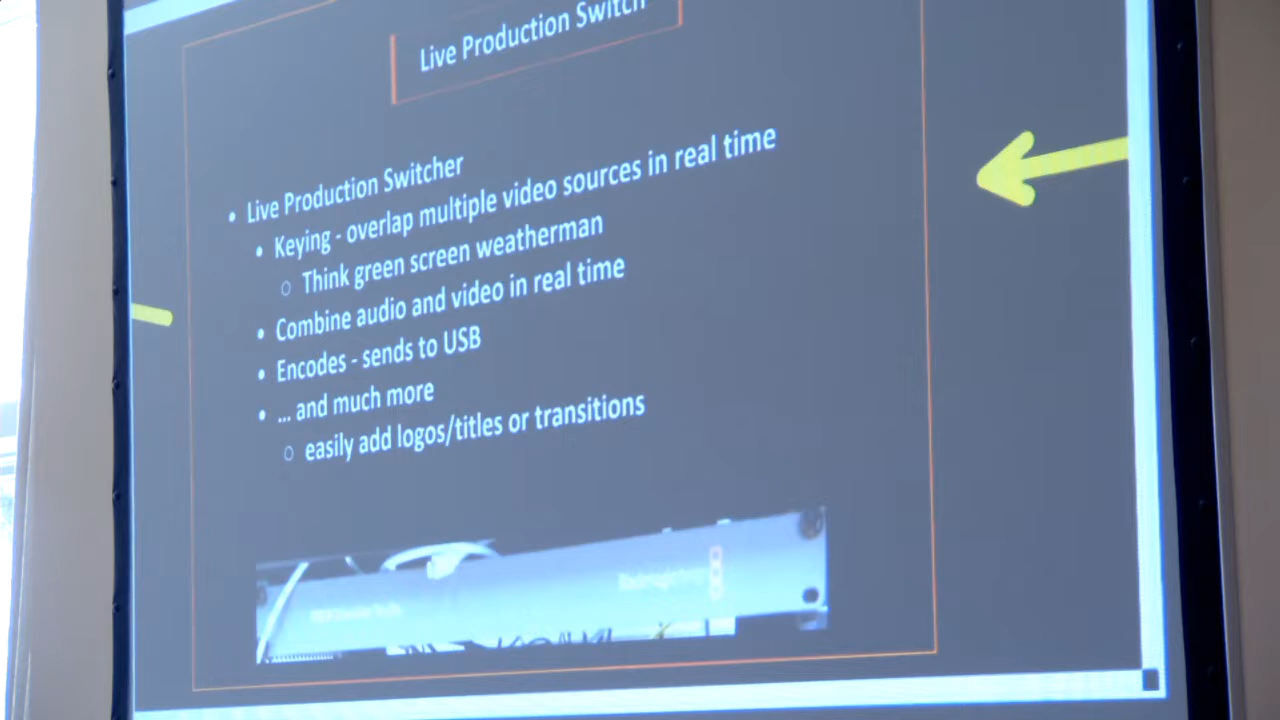 Live Production Switch
• Live Production Switcher
• Keying - overlap multiple video sources in real time
○ Think green screen weatherman
• Combine audio and video in real time
• Encodes - sends to USB
• ... and much more
○ easily add logos/titles or transitions